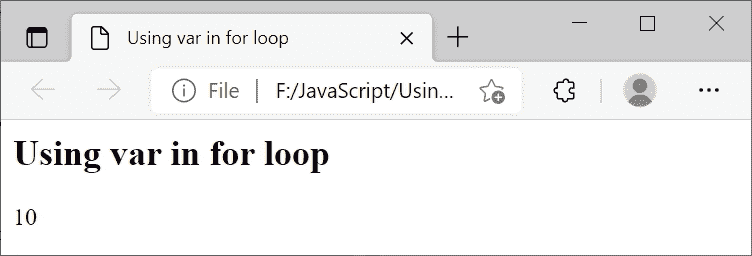 Using var in for loop
File
F:/JavaScript/Usin...
Using var in for loop
10